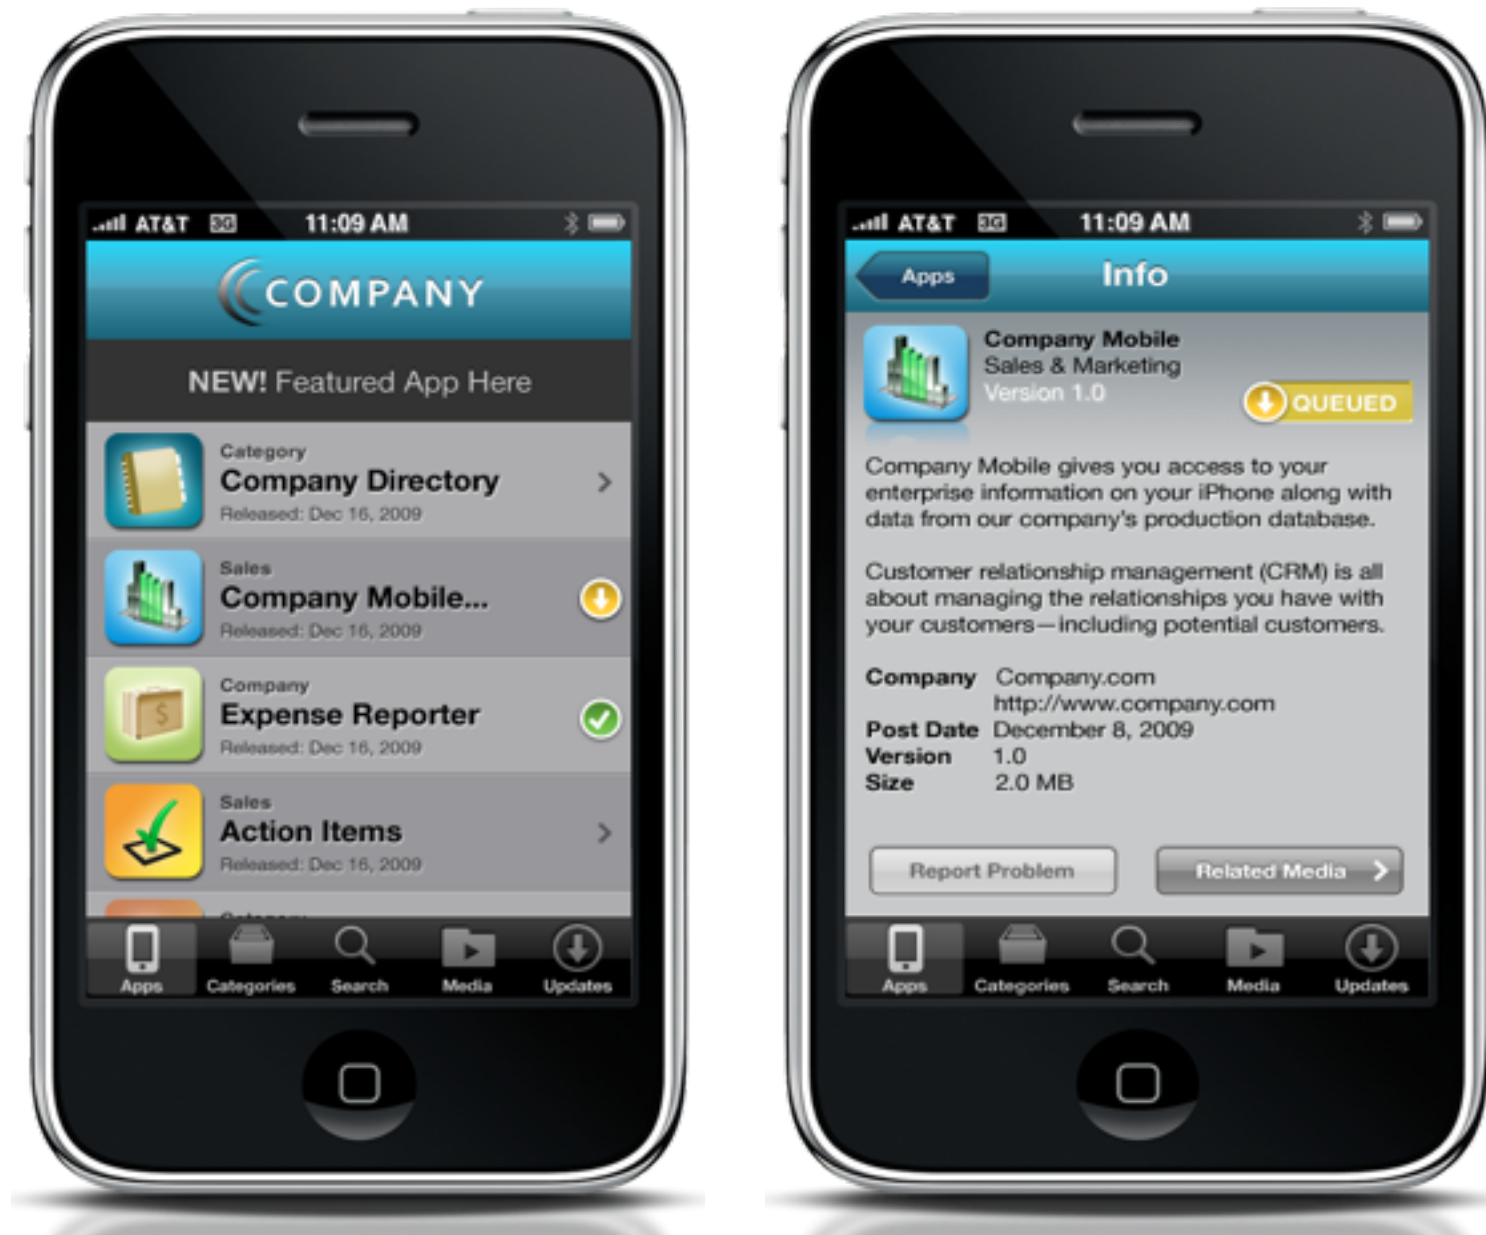 AT&T 3G 11:09 AM
COMPANY
NEW! Featured App Here
Category
Company Directory
Released: Dec 16, 2009
Sales
Company Mobile...
Released: Dec 16, 2009
Company
Expense Reporter
$
Released: Dec 16, 2009
Sales
Action Items
Released: Dec 16, 2009
Category
Apps Categories Search Media Updates
AT&T 3G 11:09 AM
Apps Info
Company Mobile
Sales & Marketing
Version 1.0
QUEUED
Company Mobile gives you access to your
enterprise information on your iPhone along with
data from our company's production database.
Customer relationship management (CRM) is all
about managing the relationships you have with
your customers—including potential customers.
Company Company.com
http://www.company.com
Post Date December 8, 2009
Version 1.0
Size 2.0 MB
Report Problem Related Media
Apps Categories Search Media Updates